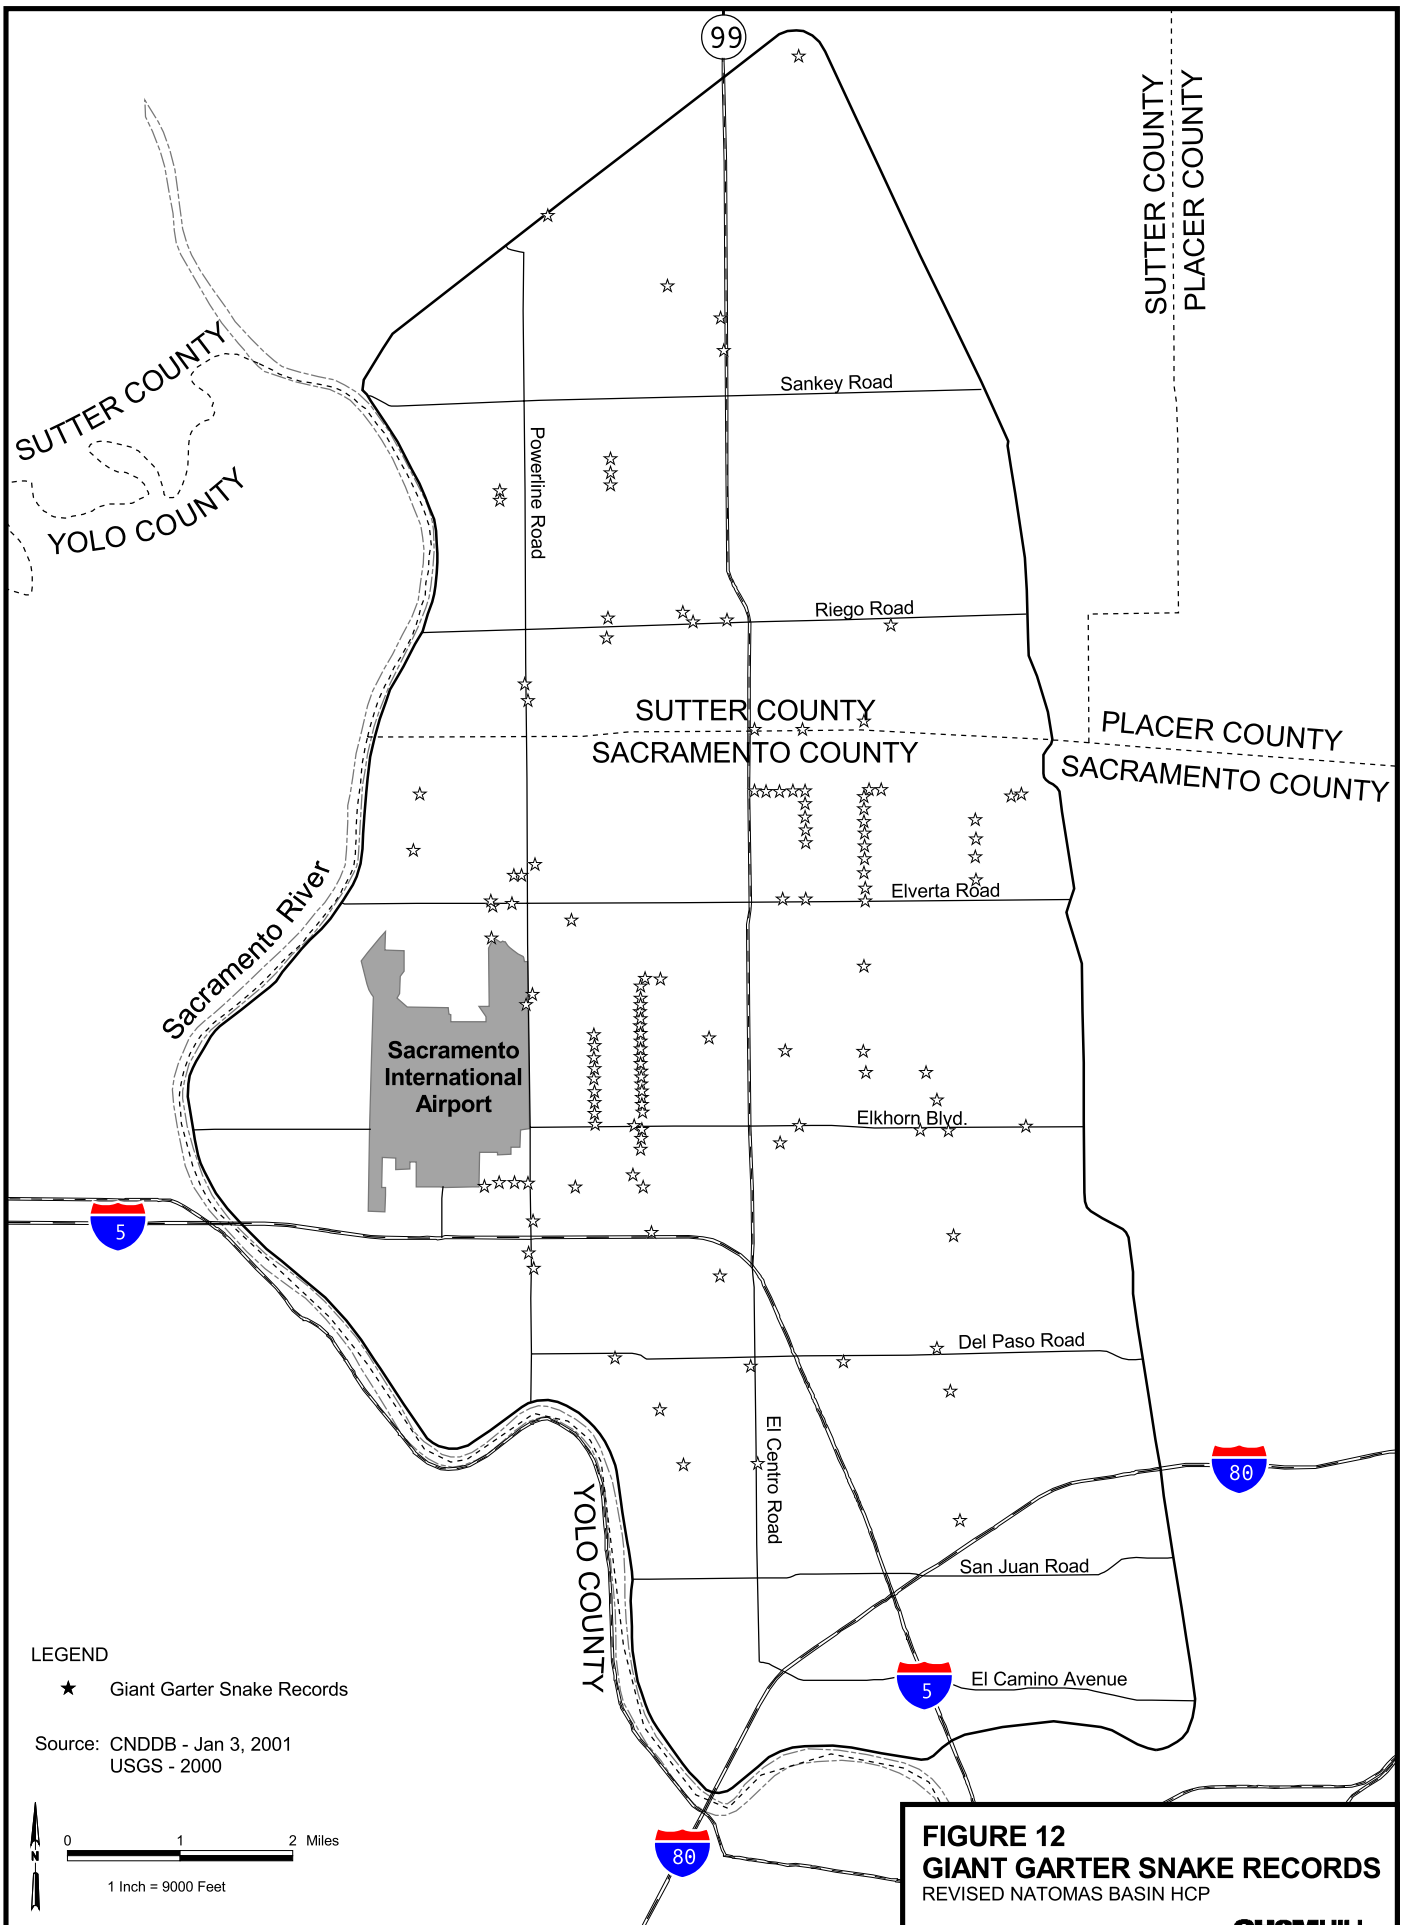 99
SUTTER COUNTY
PLACER COUNTY
Sankey Road
SUTTER COUNTY
YOLO COUNTY
Powerline Road
Riego Road
SUTTER COUNTY
SACRAMENTO COUNTY
PLACER COUNTY
SACRAMENTO COUNTY
Sacramento River
Elverta Road
Sacramento
International
Airport
Elkhorn Blvd.
5
Del Paso Road
El Centro Road
80
YOLO COUNTY
San Juan Road
El Camino Avenue
5
80
LEGEND
Giant Garter Snake Records
Source: CNDDB - Jan 3, 2001
USGS - 2000
N
0 1 2 Miles
1 Inch = 9000 Feet
FIGURE 12
GIANT GARTER SNAKE RECORDS
REVISED NATOMAS BASIN HCP